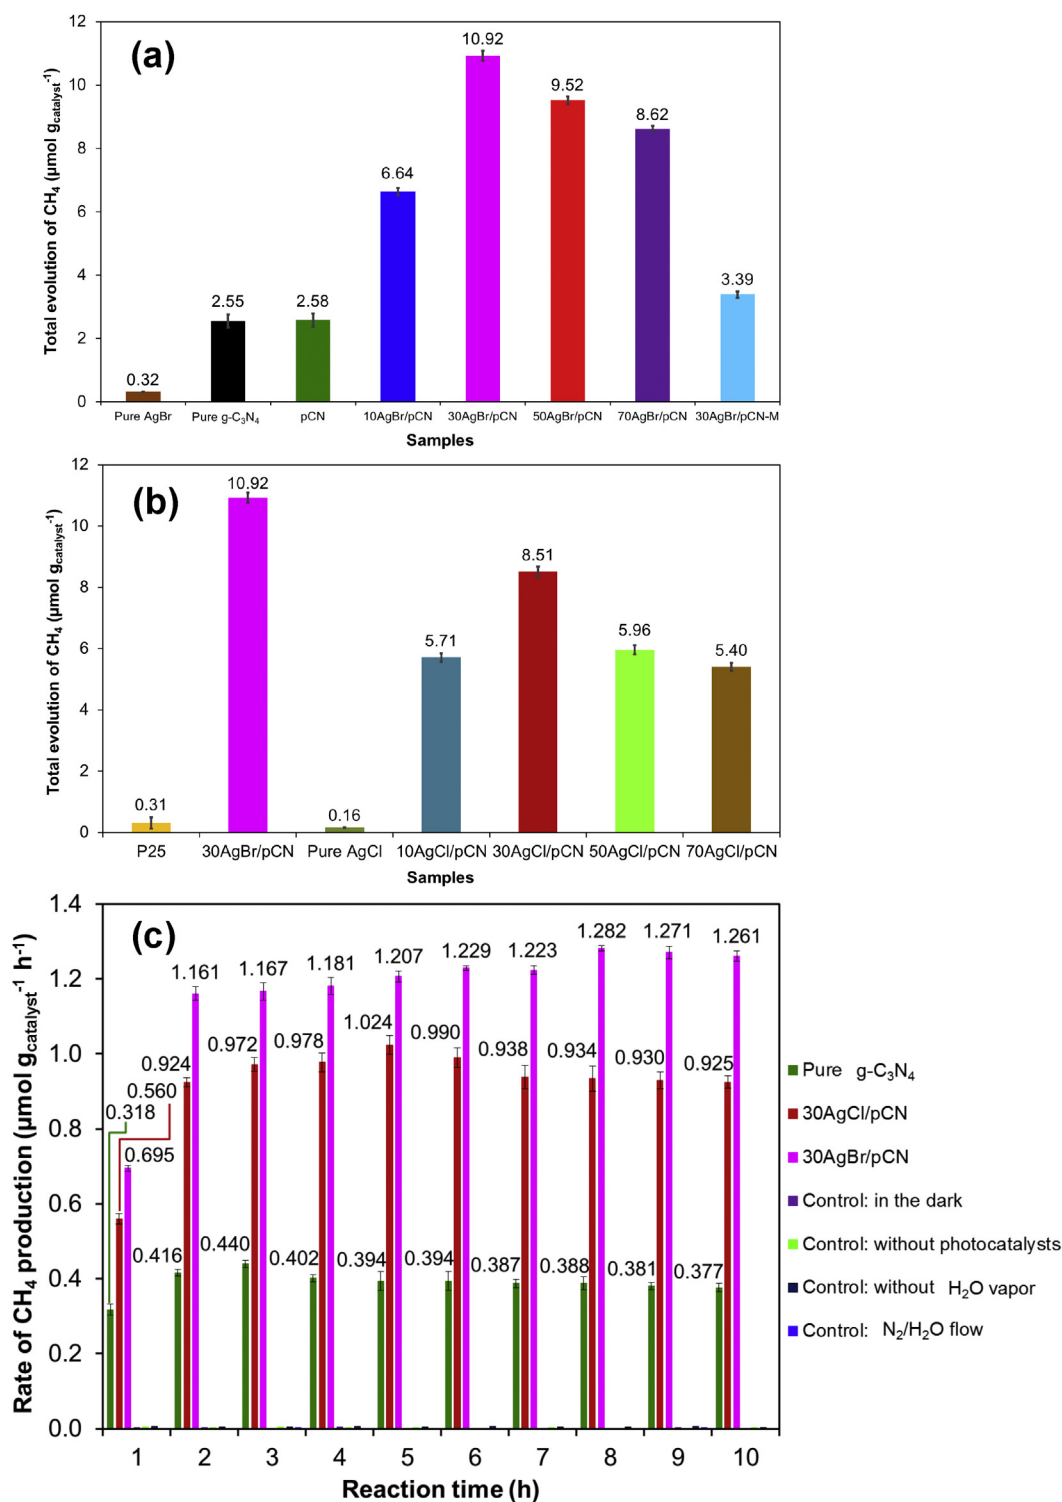 (a)
Total evolution of CH₄ (µmol g_catalyst⁻¹)
12
10
8
6
4
2
0
0.32
2.55
2.58
6.64
10.92
9.52
8.62
3.39
Pure AgBr
Pure g-C₃N₄
pCN
10AgBr/pCN
30AgBr/pCN
50AgBr/pCN
70AgBr/pCN
30AgBr/pCN-M
Samples
(b)
Total evolution of CH₄ (µmol g_catalyst⁻¹)
12
10
8
6
4
2
0
0.31
10.92
0.16
5.71
8.51
5.96
5.40
P25
30AgBr/pCN
Pure AgCl
10AgCl/pCN
30AgCl/pCN
50AgCl/pCN
70AgCl/pCN
Samples
(c)
Rate of CH₄ production (µmol g_catalyst⁻¹ h⁻¹)
1.4
1.2
1.0
0.8
0.6
0.4
0.2
0.0
1.161
1.167
1.181
1.207
1.229
1.223
1.282
1.271
1.261
0.924
0.972
0.978
1.024
0.990
0.938
0.934
0.930
0.925
0.560
0.318
0.695
0.416
0.440
0.402
0.394
0.394
0.387
0.388
0.381
0.377
1
2
3
4
5
6
7
8
9
10
Reaction time (h)
Pure g-C₃N₄
30AgCl/pCN
30AgBr/pCN
Control: in the dark
Control: without photocatalysts
Control: without H₂O vapor
Control: N₂/H₂O flow